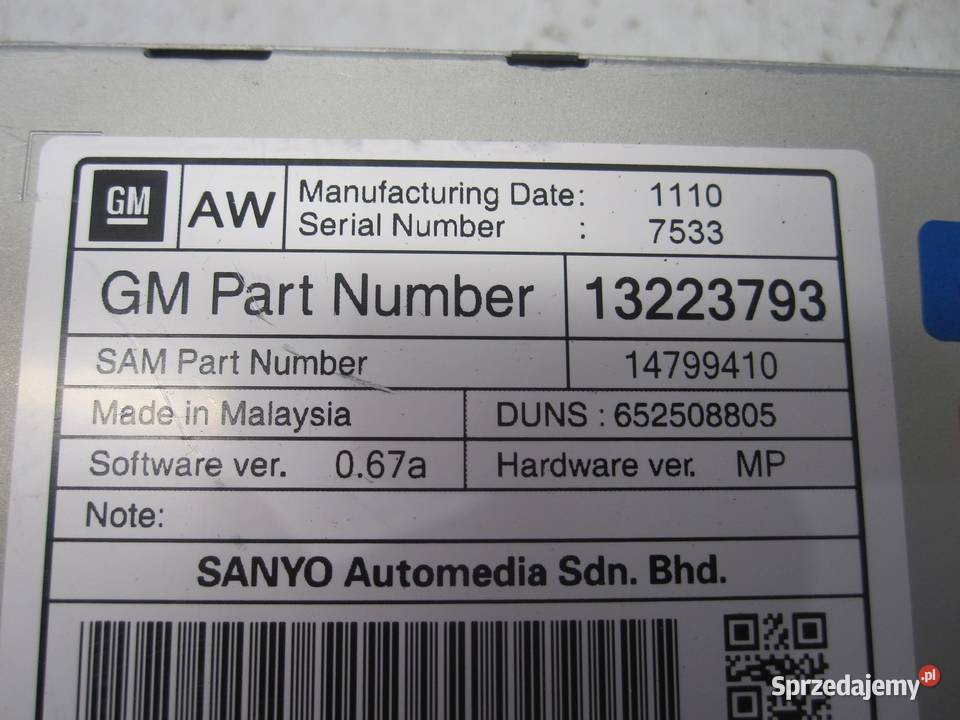 GM AW Manufacturing Date: 1110
Serial Number : 7533
GM Part Number 13223793
SAM Part Number 14799410
Made in Malaysia DUNS : 652508805
Software ver. 0.67a Hardware ver. MP
Note:
SANYO Automedia Sdn. Bhd.
Sprzedajemy.pl